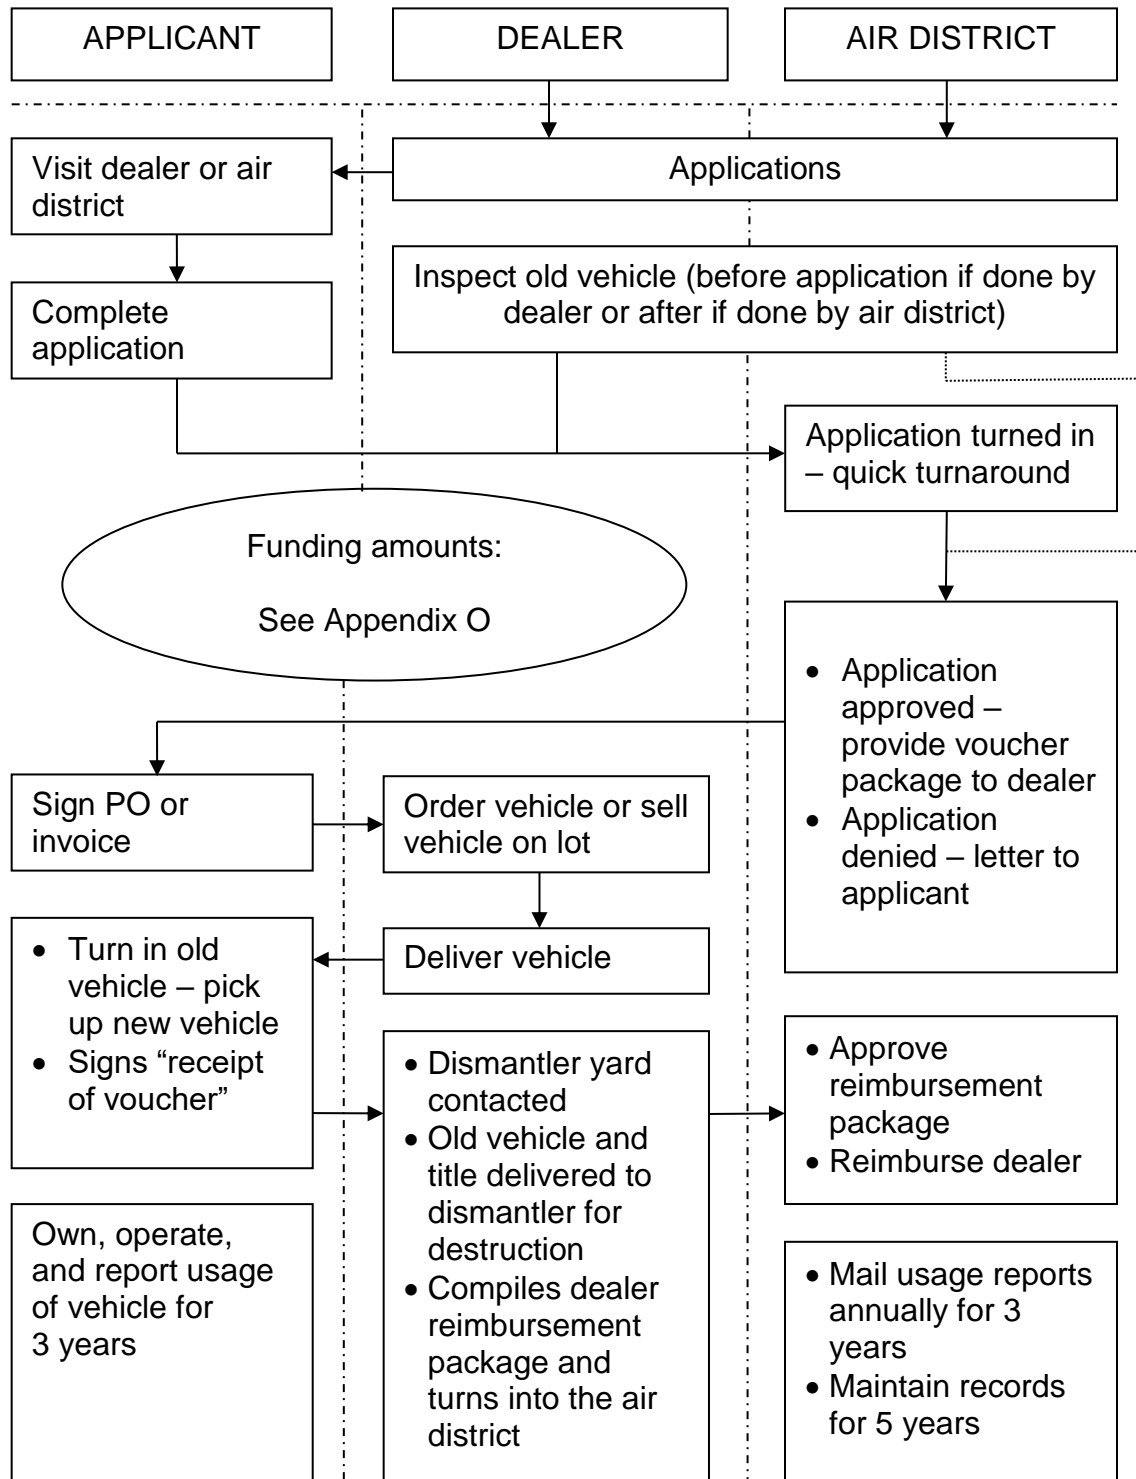 APPLICANT
DEALER
AIR DISTRICT
Visit dealer or air
district
Applications
Complete
application
Inspect old vehicle (before application if done by
dealer or after if done by air district)
Application turned in
– quick turnaround
Funding amounts:
See Appendix O
• Application
approved –
provide voucher
package to dealer
• Application
denied – letter to
applicant
Sign PO or
invoice
Order vehicle or sell
vehicle on lot
• Turn in old
vehicle – pick
up new vehicle
• Signs “receipt
of voucher”
Deliver vehicle
• Dismantler yard
contacted
• Old vehicle and
title delivered to
dismantler for
destruction
• Compiles dealer
reimbursement
package and
turns into the air
district
• Approve
reimbursement
package
• Reimburse dealer
Own, operate,
and report usage
of vehicle for
3 years
• Mail usage reports
annually for 3
years
• Maintain records
for 5 years